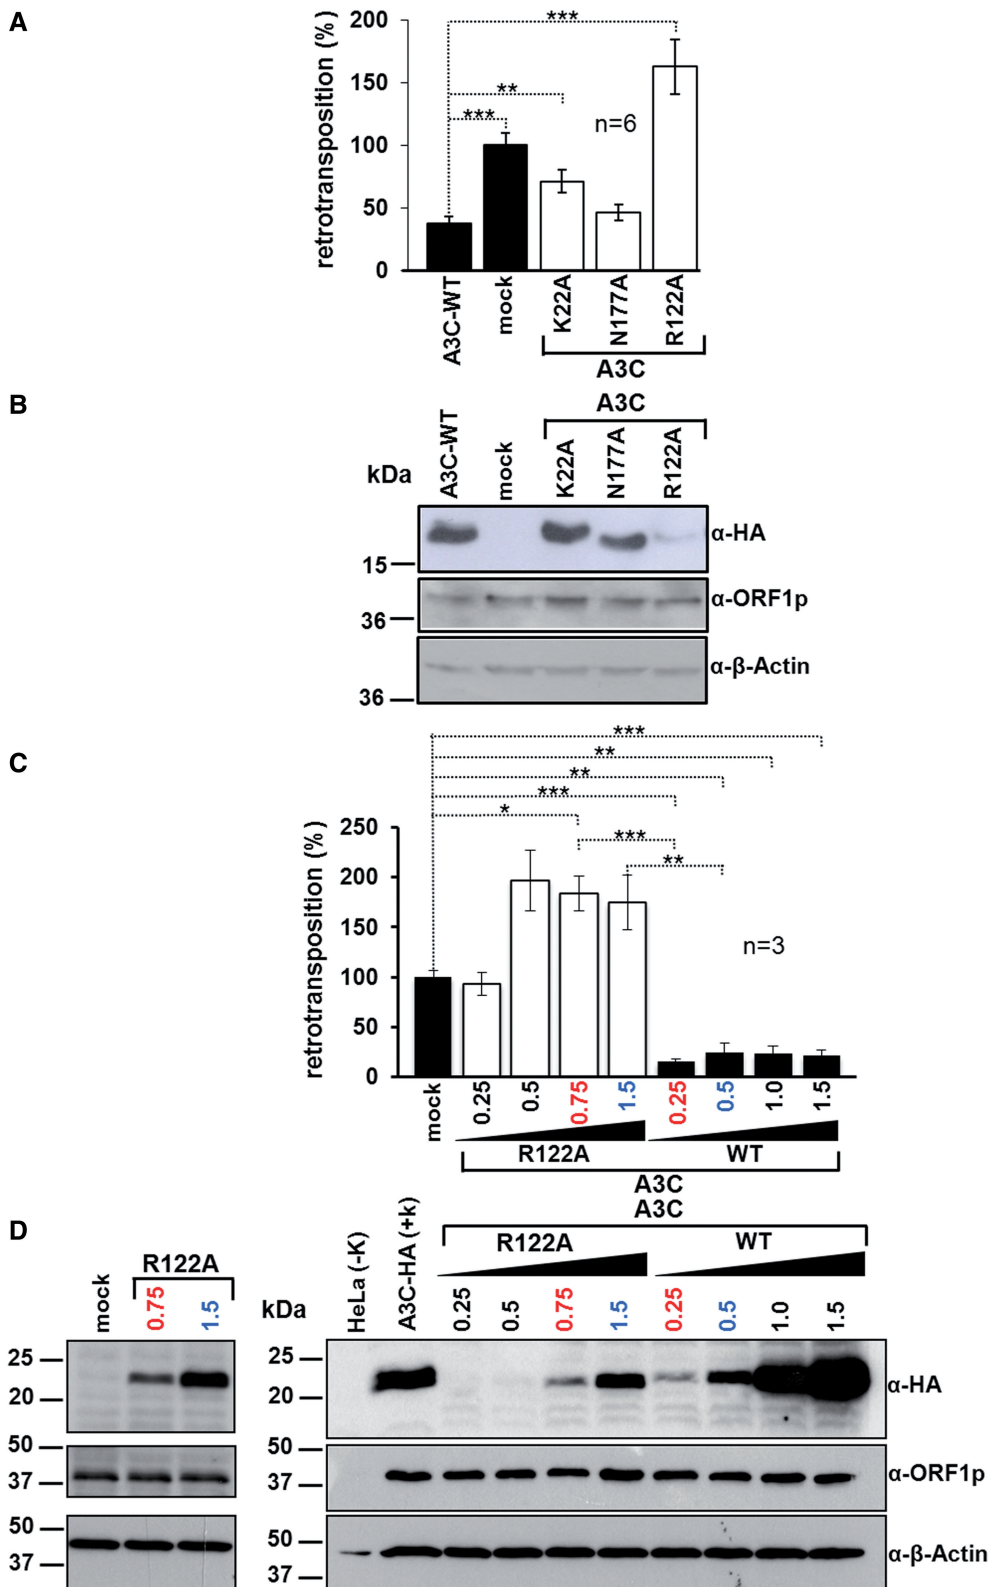 A
retrotransposition (%)
200
150
100
50
0
***
**
***
n=6
A3C-WT
mock
K22A
N177A
R122A
A3C
B
A3C
kDa
A3C-WT
mock
K22A
N177A
R122A
α-HA
15
α-ORF1p
36
α-β-Actin
36
C
***
**
**
***
*
***
**
retrotransposition (%)
250
200
150
100
50
0
n=3
mock
0.25
0.5
0.75
1.5
0.25
0.5
1.0
1.5
R122A
WT
A3C
D
A3C
R122A
WT
R122A
mock
0.75
1.5
kDa
HeLa (-K)
A3C-HA (+k)
0.25
0.5
0.75
1.5
0.25
0.5
1.0
1.5
25
20
25
20
α-HA
50
37
50
37
α-ORF1p
50
37
50
37
α-β-Actin